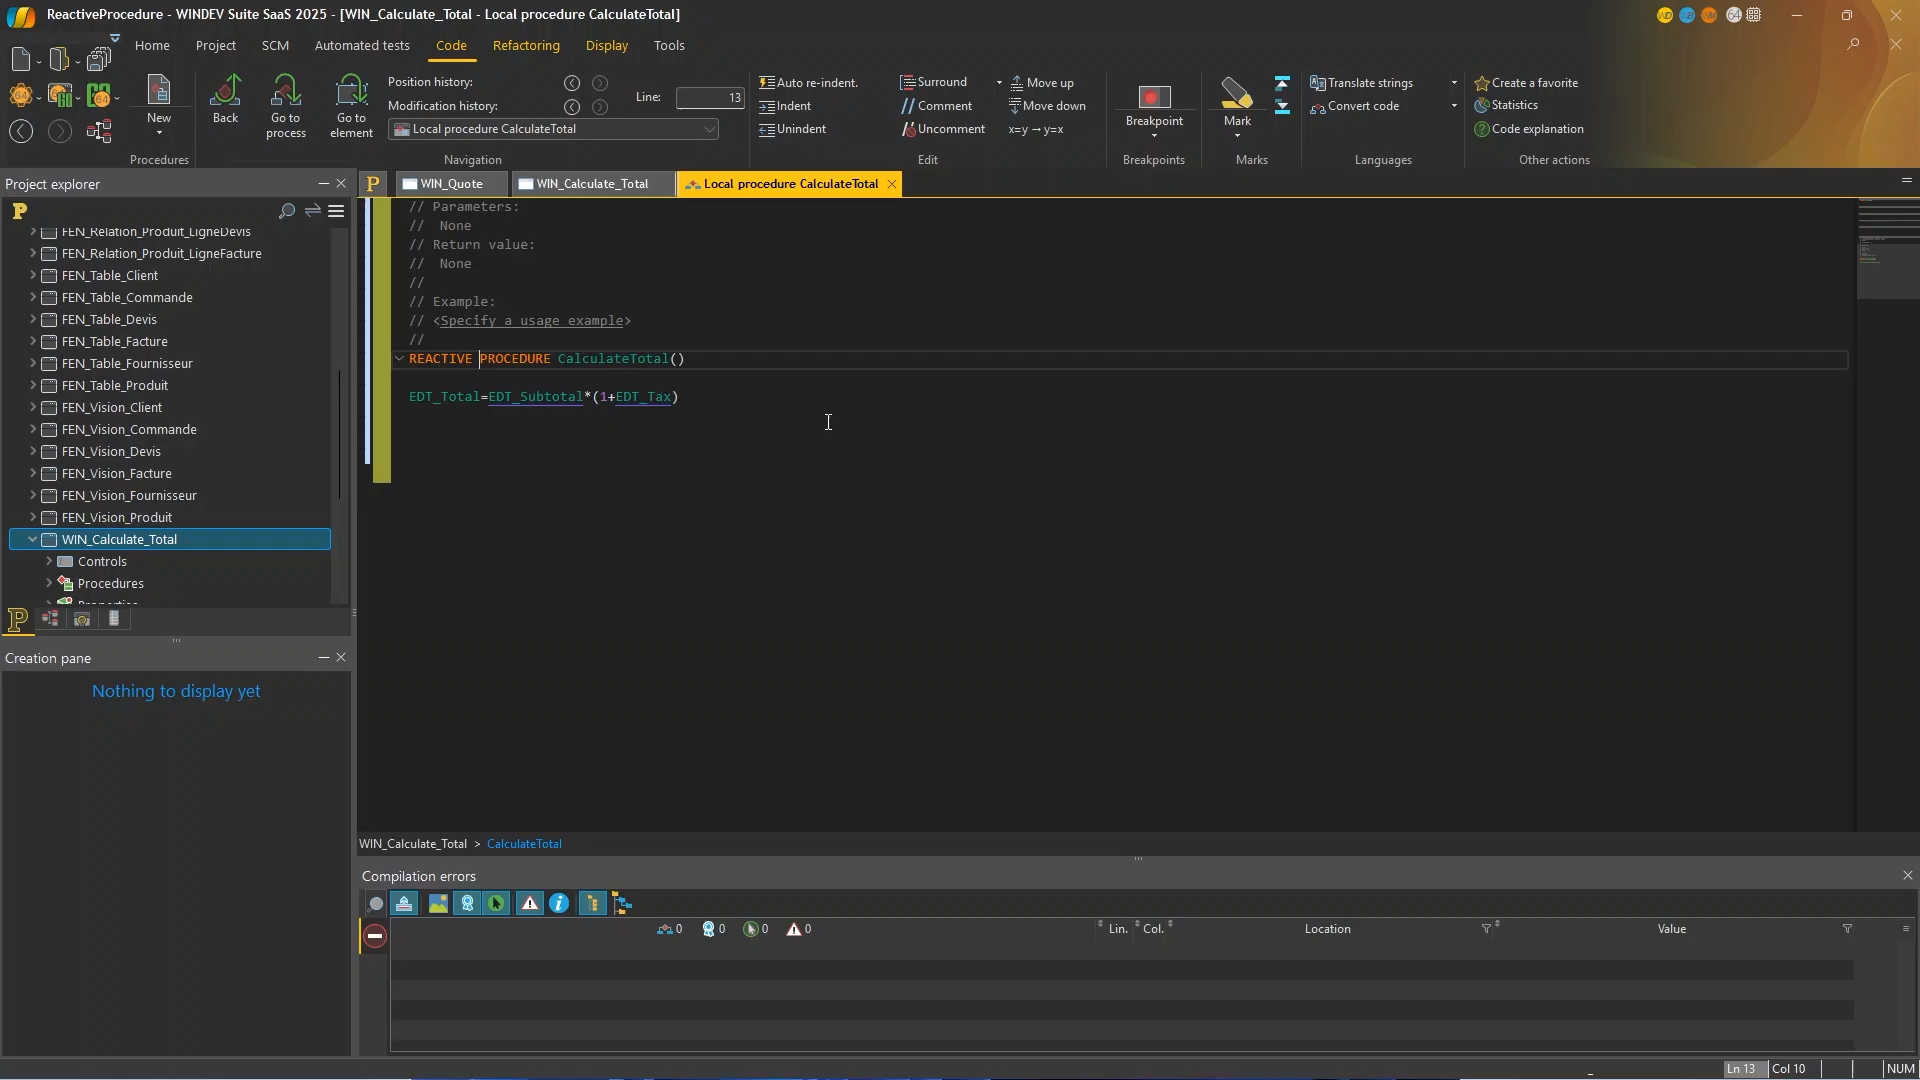 ReactiveProcedure - WINDEV Suite SaaS 2025 - [WIN_Calculate_Total - Local procedure CalculateTotal]
Home Project SCM Automated tests Code Refactoring Display Tools
New
Procedures
Back
Go to process
Go to element
Position history:
Modification history:
Line: 13
Local procedure CalculateTotal
Navigation
Auto re-indent.
Indent
Unindent
Surround
Comment
Uncomment
Move up
Move down
x=y → y=x
Edit
Breakpoint
Breakpoints
Mark
Marks
Translate strings
Convert code
Languages
Create a favorite
Statistics
Code explanation
Other actions
Project explorer
FEN_Relation_Produit_LigneDevis
FEN_Relation_Produit_LigneFacture
FEN_Table_Client
FEN_Table_Commande
FEN_Table_Devis
FEN_Table_Facture
FEN_Table_Fournisseur
FEN_Table_Produit
FEN_Vision_Client
FEN_Vision_Commande
FEN_Vision_Devis
FEN_Vision_Facture
FEN_Vision_Fournisseur
FEN_Vision_Produit
WIN_Calculate_Total
Controls
Procedures
Creation pane
Nothing to display yet
WIN_Quote WIN_Calculate_Total Local procedure CalculateTotal
// Parameters:
// None
// Return value:
// None
//
// Example:
// <Specify a usage example>
//
REACTIVE PROCEDURE CalculateTotal()
EDT_Total=EDT_Subtotal*(1+EDT_Tax)
WIN_Calculate_Total > CalculateTotal
Compilation errors
0 0 0 0 Lin. Col. Location Value
Ln 13 Col 10 NUM